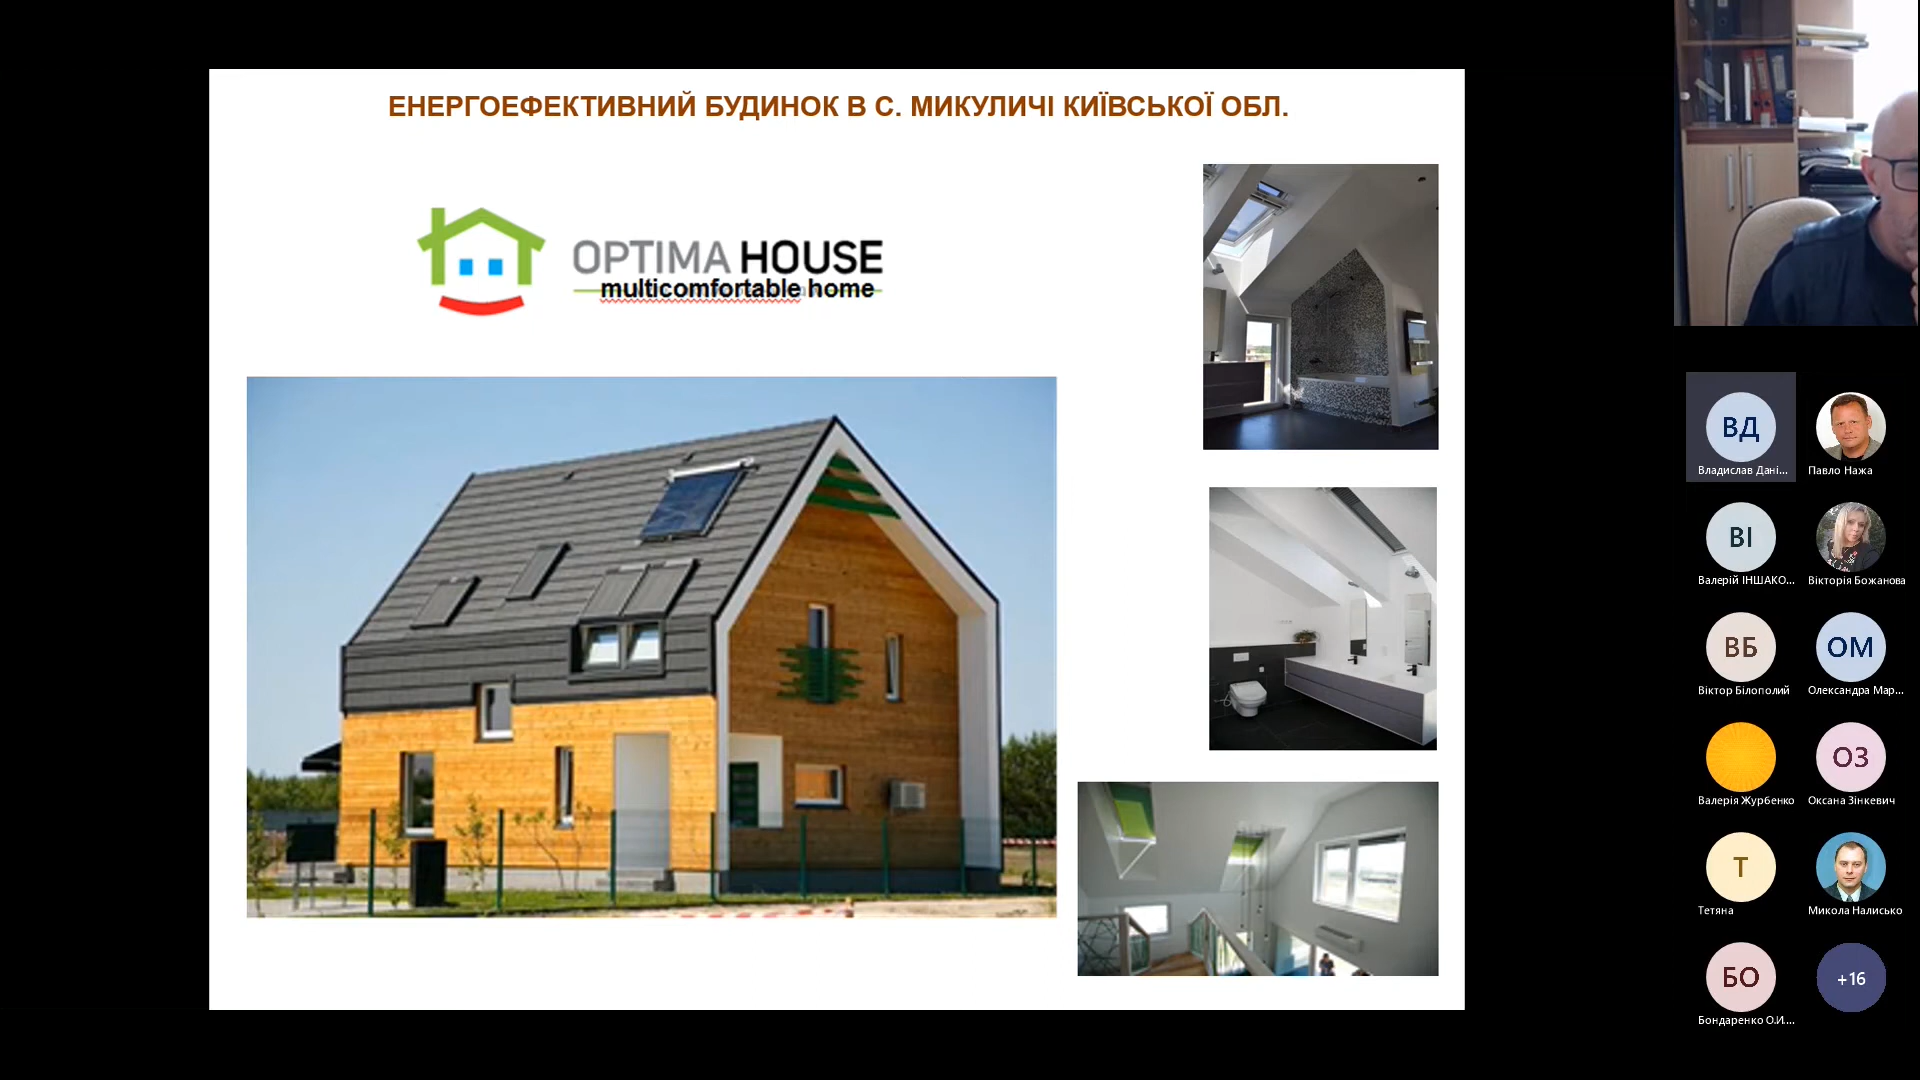 ЕНЕРГОЕФЕКТИВНИЙ БУДИНОК В С. МИКУЛИЧІ КИЇВСЬКОЇ ОБЛ.
OPTIMA HOUSE
multicomfortable home
ВД
Владислав Дані...
Павло Нажа
ВІ
Валерій ІНШАКО...
Вікторія Божанова
ВБ
Віктор Білополий
ОМ
Олександра Мар...
Валерія Журбенко
ОЗ
Оксана Зінкевич
Т
Тетяна
Микола Налисько
БО
Бондаренко О.И....
+16